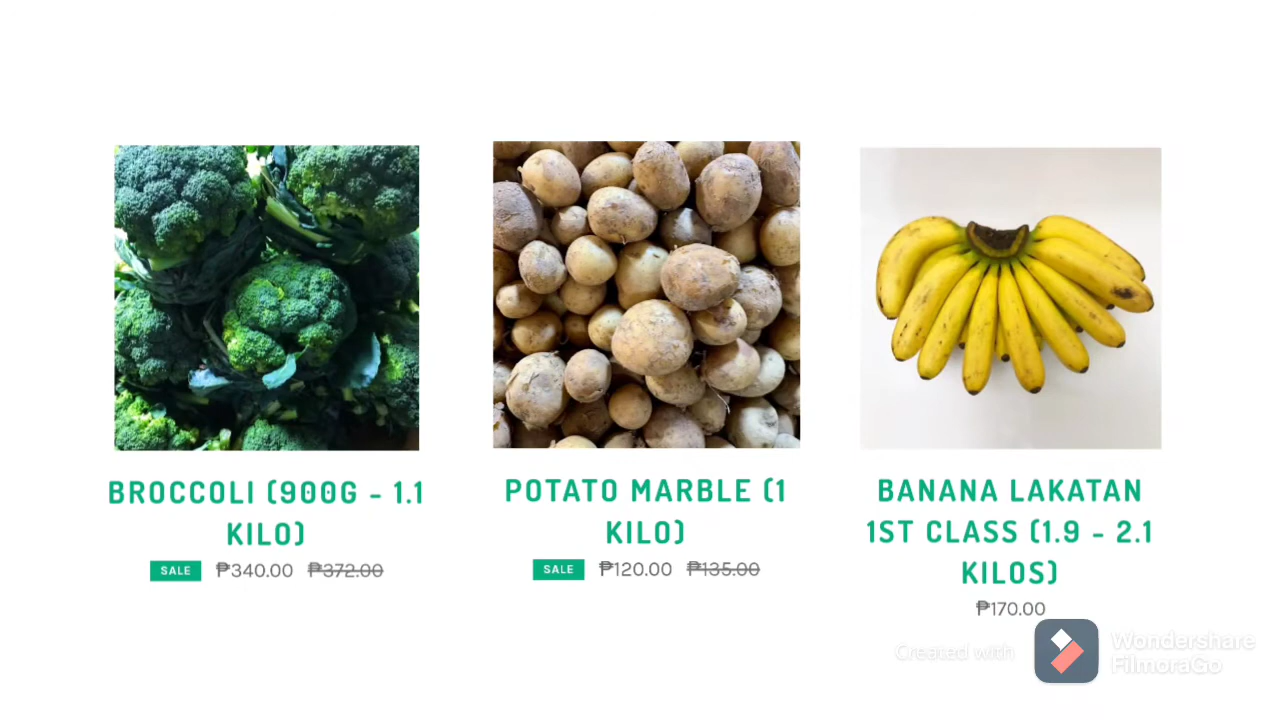 BROCCOLI (900G - 1.1
KILO)
SALE ₱340.00 ₱372.00
POTATO MARBLE (1
KILO)
SALE ₱120.00 ₱135.00
BANANA LAKATAN
1ST CLASS (1.9 - 2.1
KILOS)
₱170.00
Created with
Wondershare
FilmoraGo